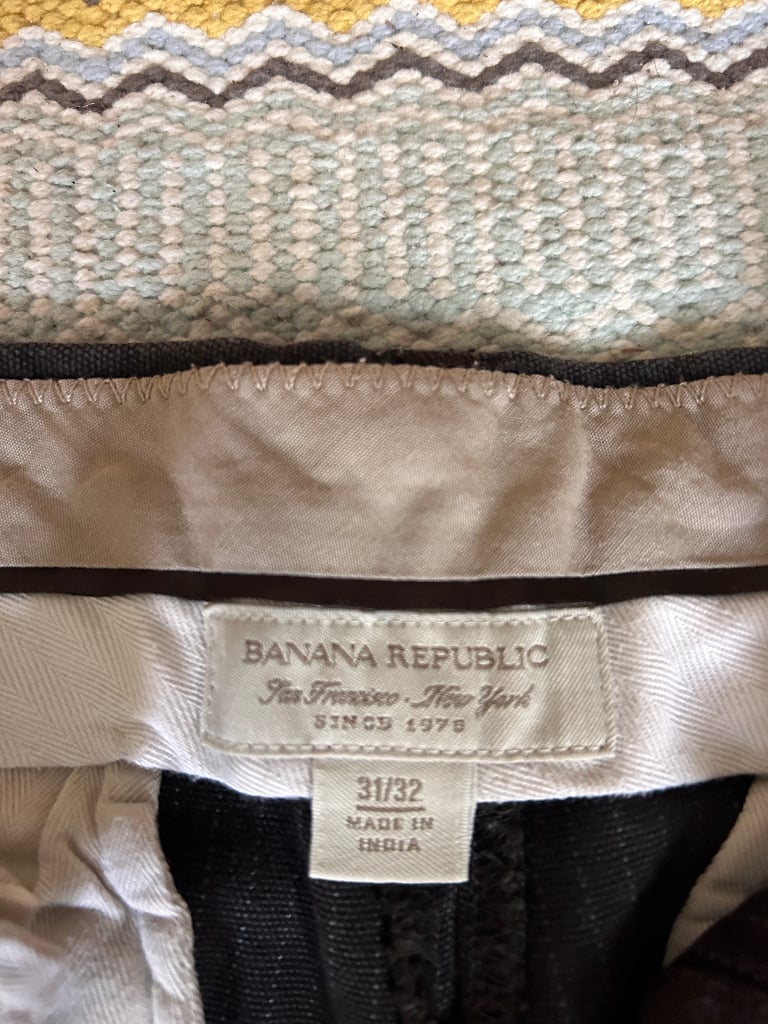 BANANA REPUBLIC
San Francisco - New York
SINCE 1978
31/32
MADE IN
INDIA